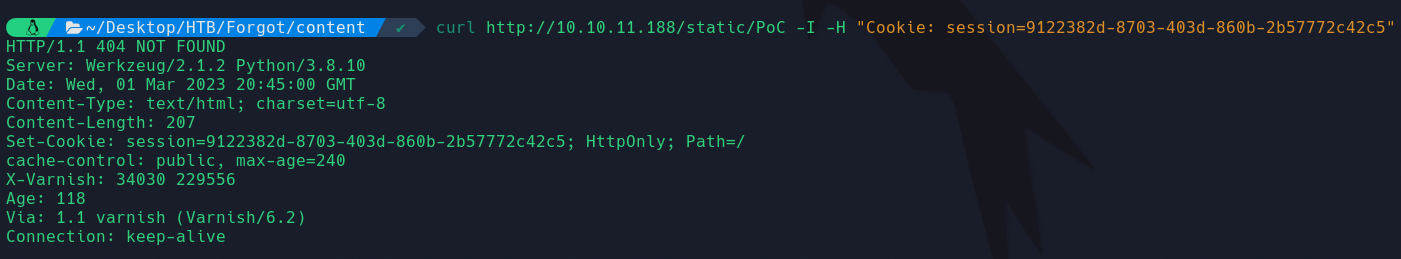 ~/Desktop/HTB/Forgot/content ✔ curl http://10.10.11.188/static/PoC -I -H "Cookie: session=9122382d-8703-403d-860b-2b57772c42c5"
HTTP/1.1 404 NOT FOUND
Server: Werkzeug/2.1.2 Python/3.8.10
Date: Wed, 01 Mar 2023 20:45:00 GMT
Content-Type: text/html; charset=utf-8
Content-Length: 207
Set-Cookie: session=9122382d-8703-403d-860b-2b57772c42c5; HttpOnly; Path=/
cache-control: public, max-age=240
X-Varnish: 34030 229556
Age: 118
Via: 1.1 varnish (Varnish/6.2)
Connection: keep-alive